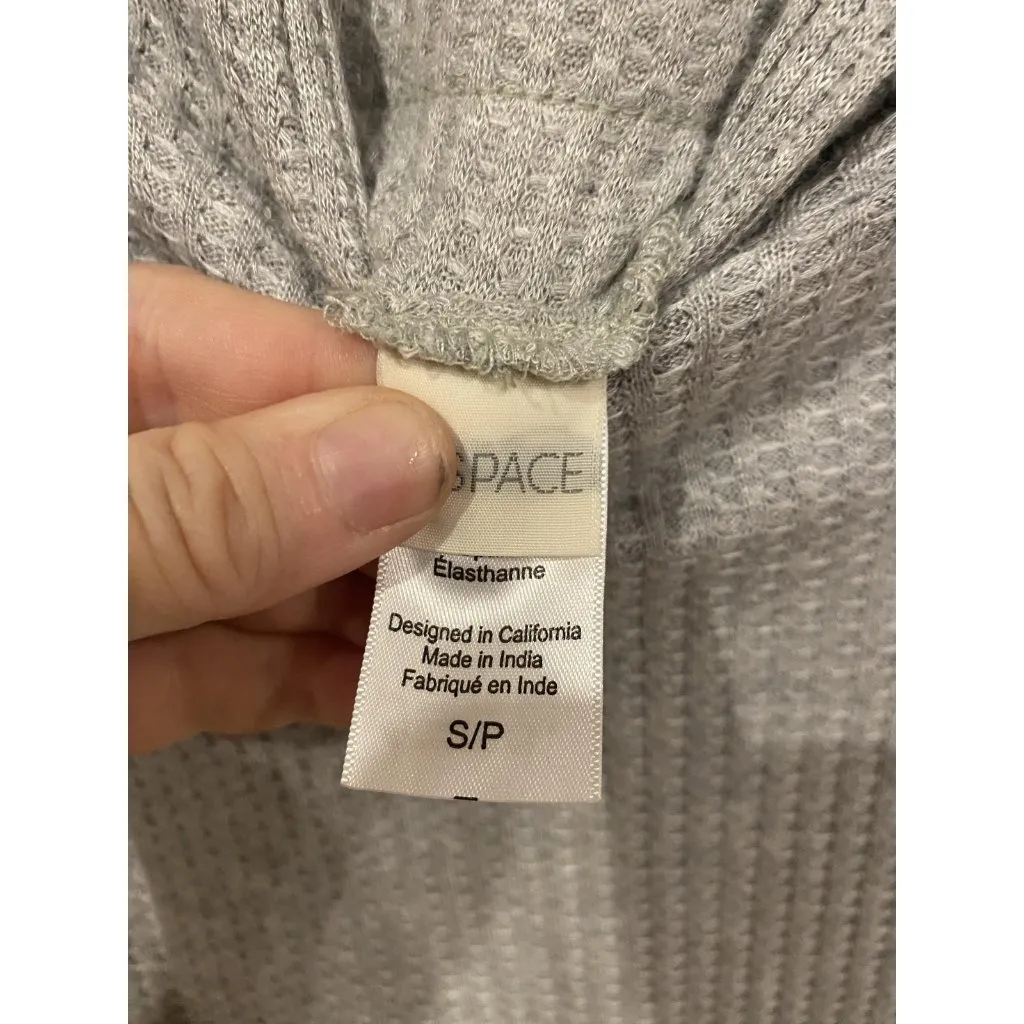 SPACE
Élasthanne
Designed in California
Made in India
Fabriqué en Inde
S/P